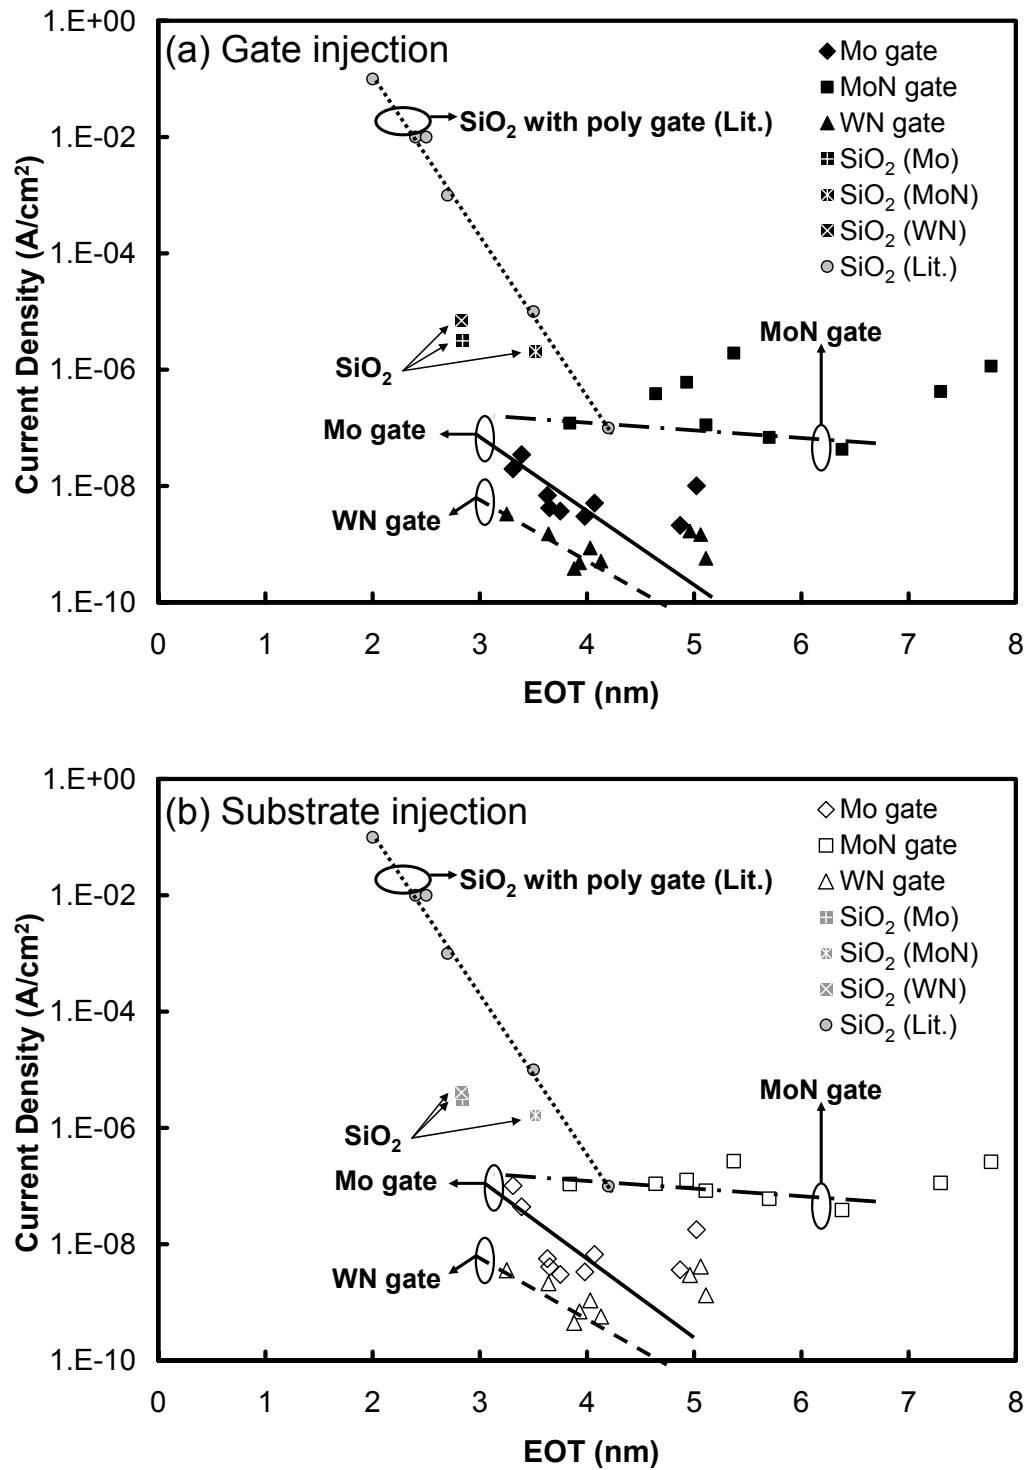 (a) Gate injection
1.E+00
1.E-02
1.E-04
1.E-06
1.E-08
1.E-10
Current Density (A/cm²)
Mo gate
MoN gate
WN gate
SiO₂ (Mo)
SiO₂ (MoN)
SiO₂ (WN)
SiO₂ (Lit.)
SiO₂ with poly gate (Lit.)
MoN gate
SiO₂
Mo gate
WN gate
0 1 2 3 4 5 6 7 8
EOT (nm)
(b) Substrate injection
1.E+00
1.E-02
1.E-04
1.E-06
1.E-08
1.E-10
Current Density (A/cm²)
Mo gate
MoN gate
WN gate
SiO₂ (Mo)
SiO₂ (MoN)
SiO₂ (WN)
SiO₂ (Lit.)
SiO₂ with poly gate (Lit.)
MoN gate
SiO₂
Mo gate
WN gate
0 1 2 3 4 5 6 7 8
EOT (nm)